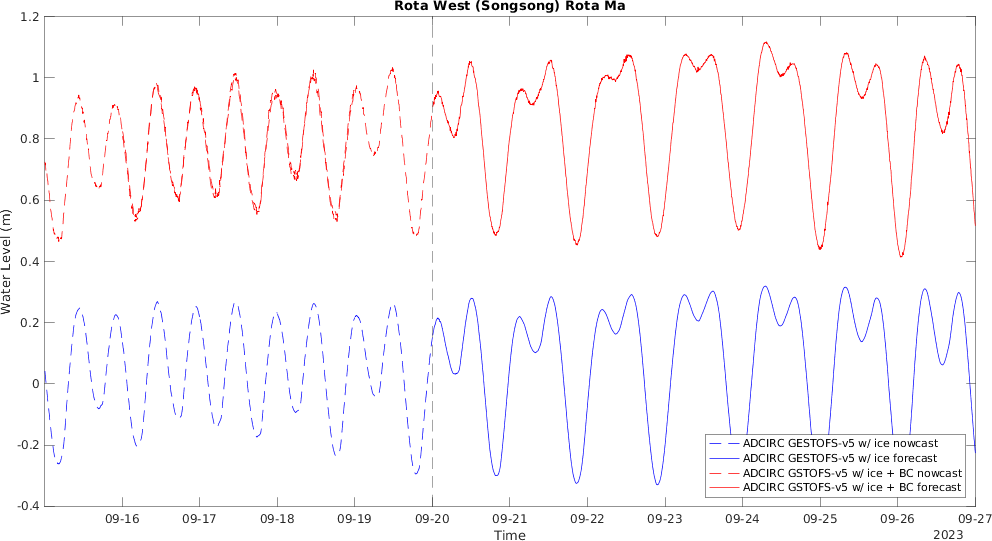 Rota West (Songsong) Rota Ma
1.2
1
0.8
0.6
0.4
0.2
0
-0.2
-0.4
Water Level (m)
ADCIRC GESTOFS-v5 w/ ice nowcast
ADCIRC GESTOFS-v5 w/ ice forecast
ADCIRC GSTOFS-v5 w/ ice + BC nowcast
ADCIRC GSTOFS-v5 w/ ice + BC forecast
09-16 09-17 09-18 09-19 09-20 09-21 09-22 09-23 09-24 09-25 09-26 09-27
Time
2023